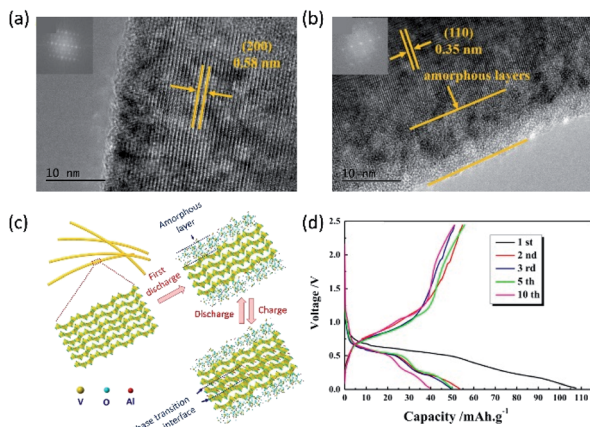 (a)
(200)
0.58 nm
10 nm
(b)
(110)
0.35 nm
amorphous layers
10 nm
(c)
Amorphous
layer
First
discharge
Discharge
Charge
V O Al
hase transition
interface
(d)
Voltage/V
2.5
2.0
1.5
1.0
0.5
0.0
1 st
2 nd
3 rd
5 th
10 th
0 10 20 30 40 50 60 70 80 90 100 110
Capacity /mAh.g-1